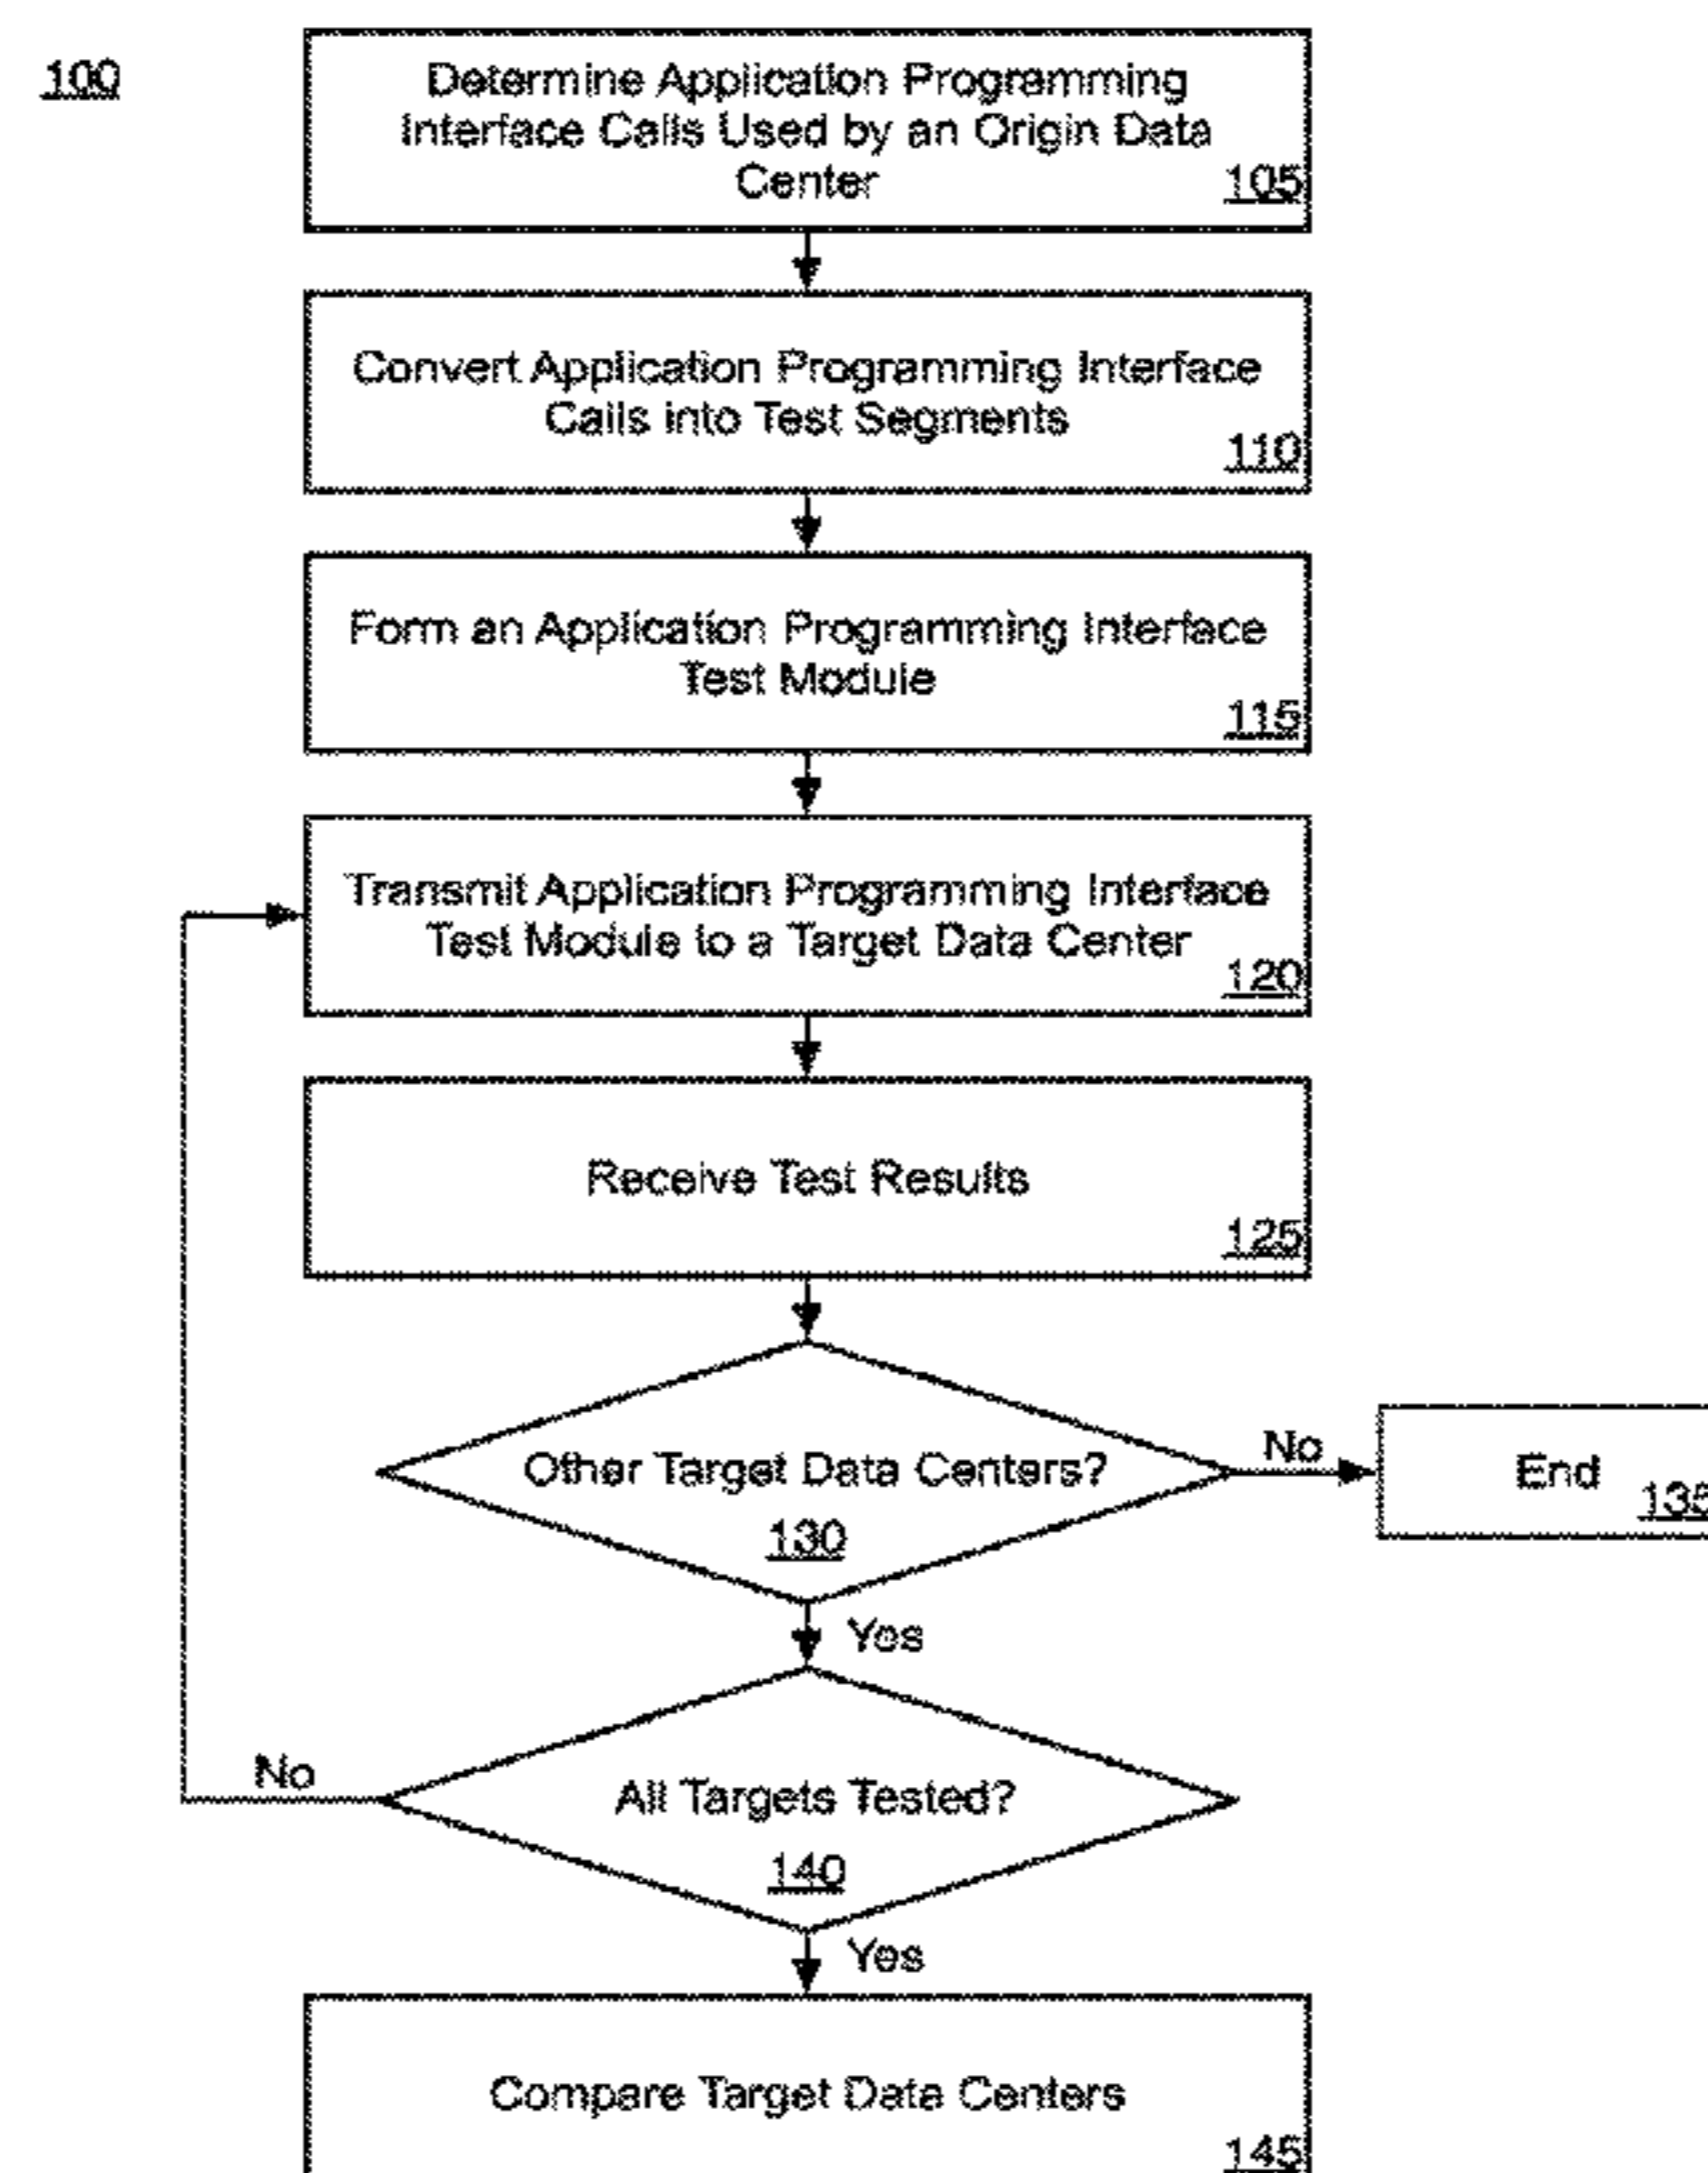 100
Determine Application Programming
Interface Calls Used by an Origin Data
Center
105
Convert Application Programming Interface
Calls into Test Segments
110
Form an Application Programming Interface
Test Module
115
Transmit Application Programming Interface
Test Module to a Target Data Center
120
Receive Test Results
125
Other Target Data Centers?
130
No
End
135
Yes
All Targets Tested?
140
No
Yes
Compare Target Data Centers
145